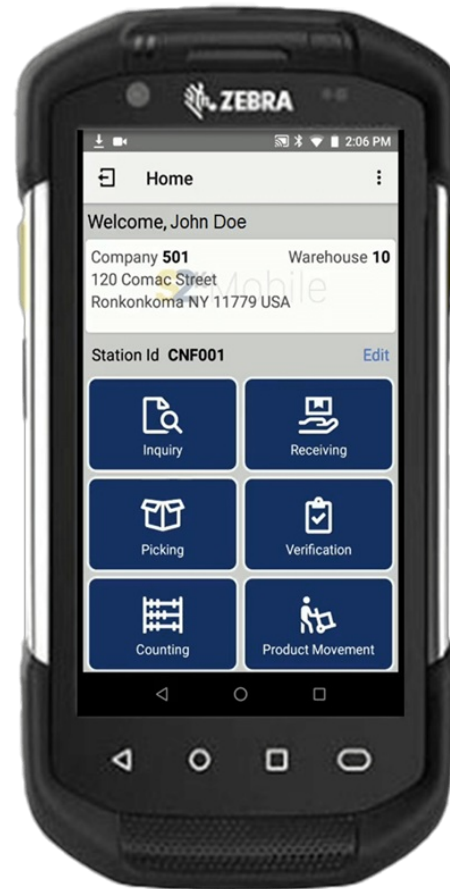 ZEBRA
2:06 PM
Home
Welcome, John Doe
Company 501 Warehouse 10
120 Comac Street
Ronkonkoma NY 11779 USA
Mobile
Station Id CNF001 Edit
Inquiry Receiving
Picking Verification
Counting Product Movement